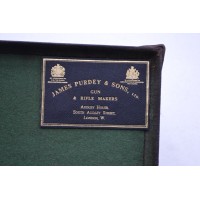 JAMES PURDEY & SONS, LTD.
GUN
& RIFLE MAKERS
AUDLEY HOUSE,
SOUTH AUDLEY STREET,
LONDON, W.